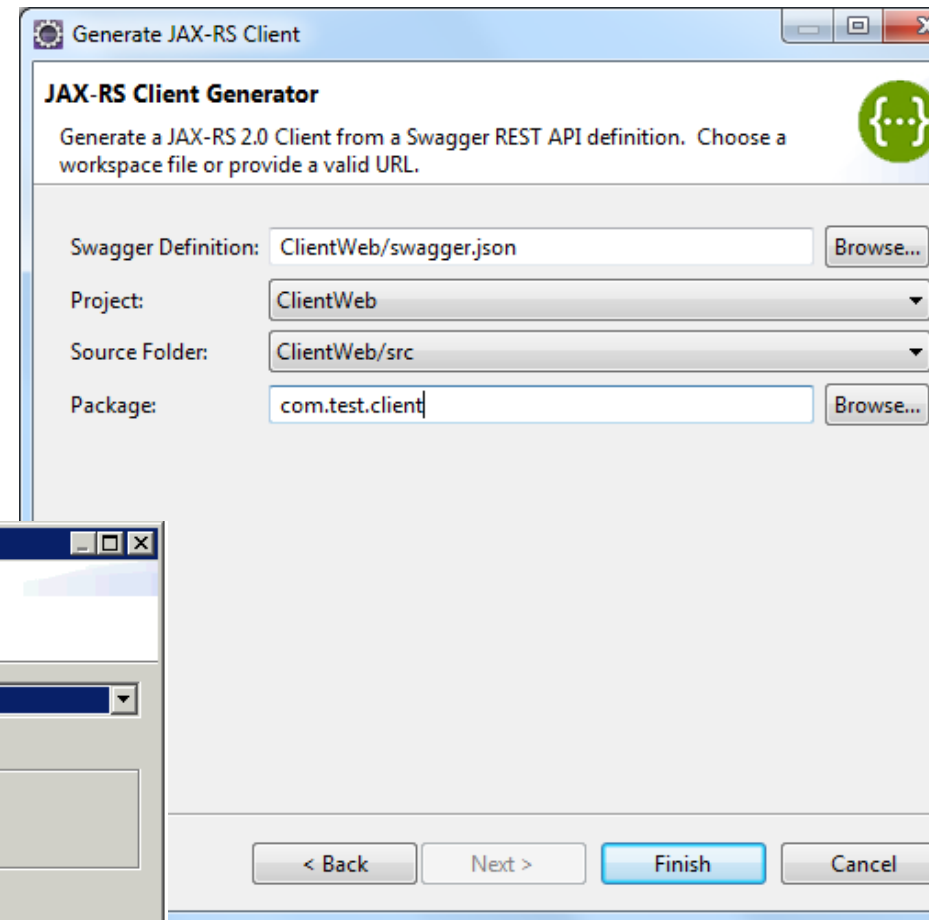 Generate JAX-RS Client
JAX-RS Client Generator
Generate a JAX-RS 2.0 Client from a Swagger REST API definition.  Choose a
workspace file or provide a valid URL.
Swagger Definition: ClientWeb/swagger.json Browse...
Project: ClientWeb
Source Folder: ClientWeb/src
Package: com.test.client Browse...
< Back Next > Finish Cancel